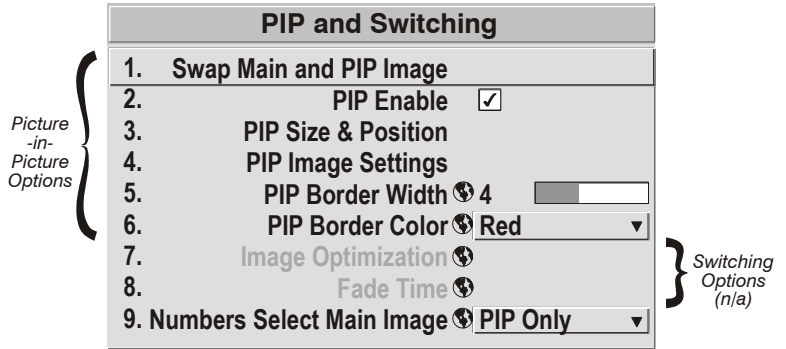 PIP and Switching
Picture
-in-
Picture
Options
1. Swap Main and PIP Image
2. PIP Enable
3. PIP Size & Position
4. PIP Image Settings
5. PIP Border Width 4
6. PIP Border Color Red
7. Image Optimization
8. Fade Time
9. Numbers Select Main Image PIP Only
Switching
Options
(n/a)